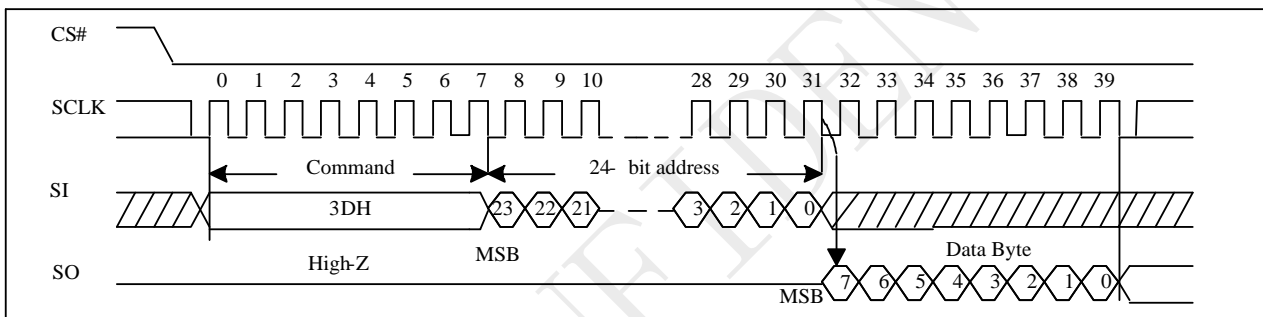 CS#
0 1 2 3 4 5 6 7 8 9 10 28 29 30 31 32 33 34 35 36 37 38 39
SCLK
Command 24- bit address
SI
3DH 23 22 21 3 2 1 0
MSB Data Byte
High-Z
SO
MSB 7 6 5 4 3 2 1 0